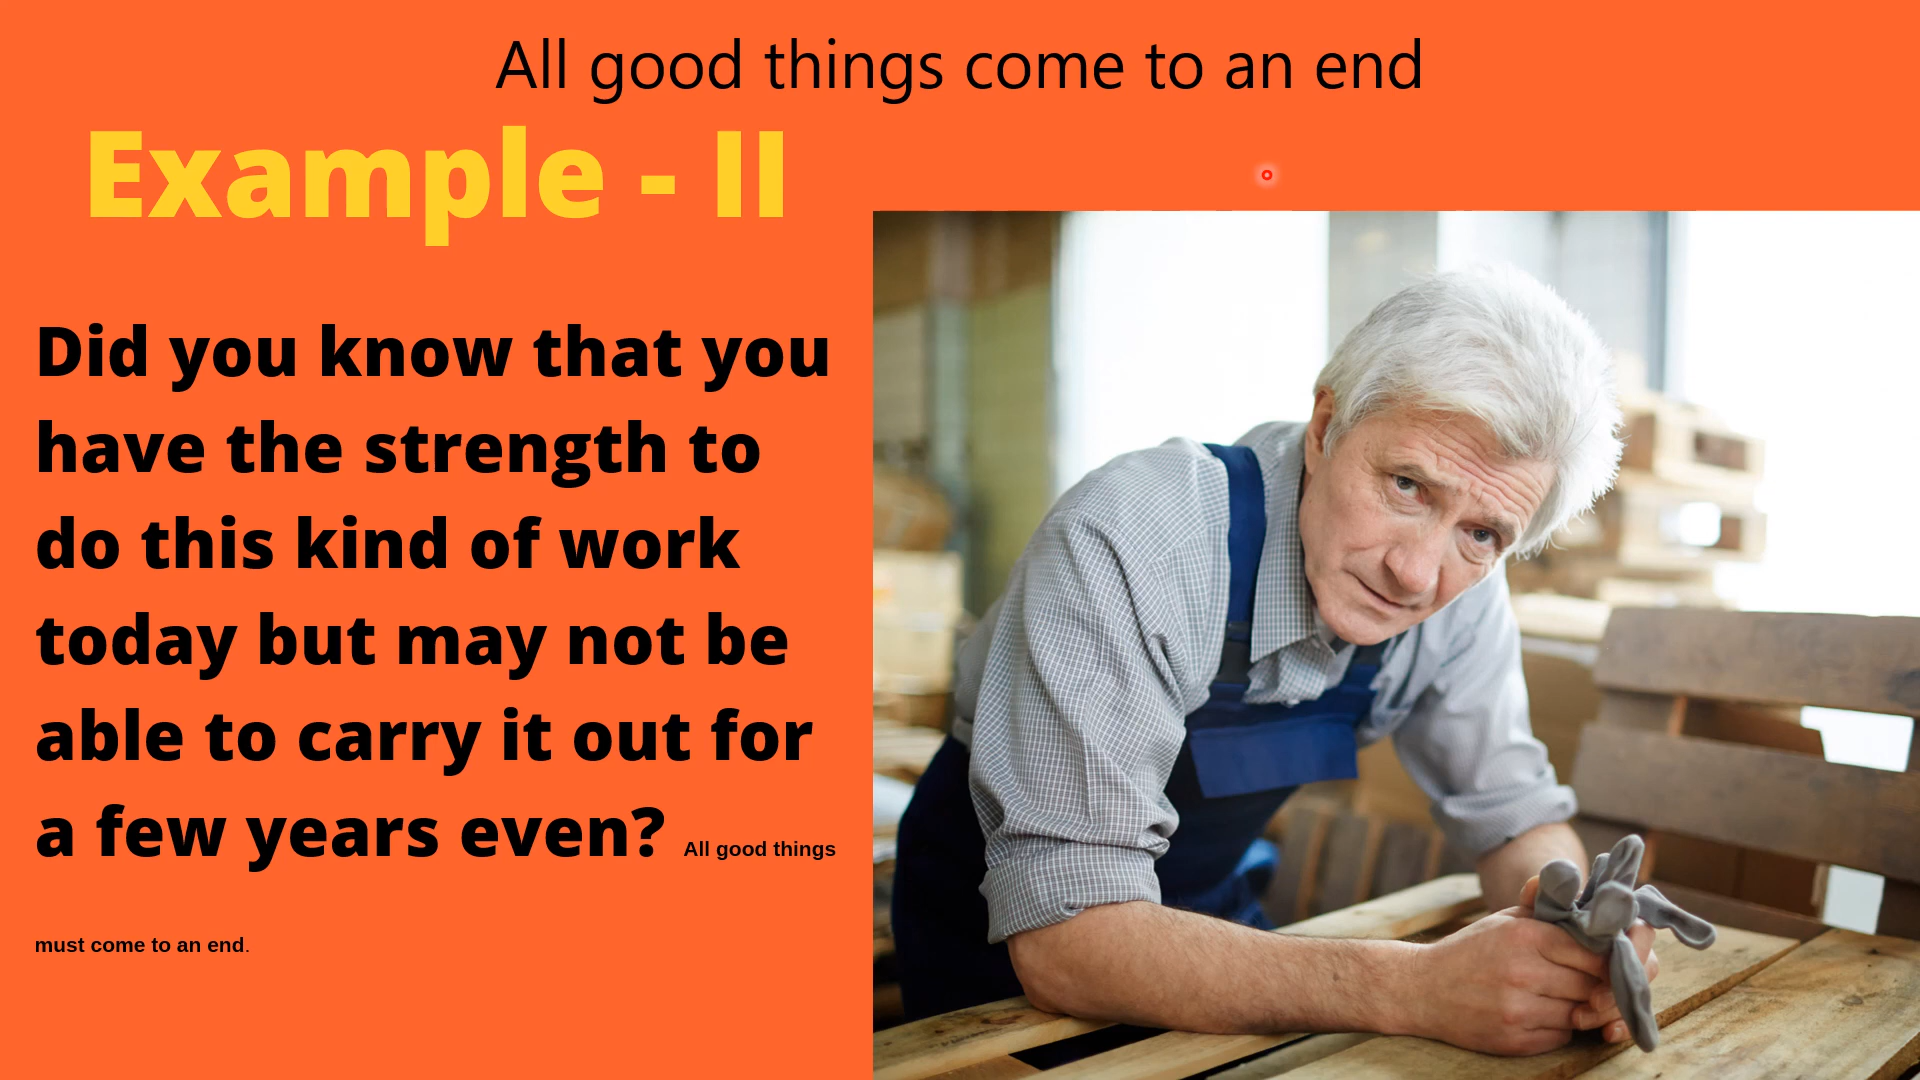 All good things come to an end
Example - II
Did you know that you
have the strength to
do this kind of work
today but may not be
able to carry it out for
a few years even? All good things
must come to an end.